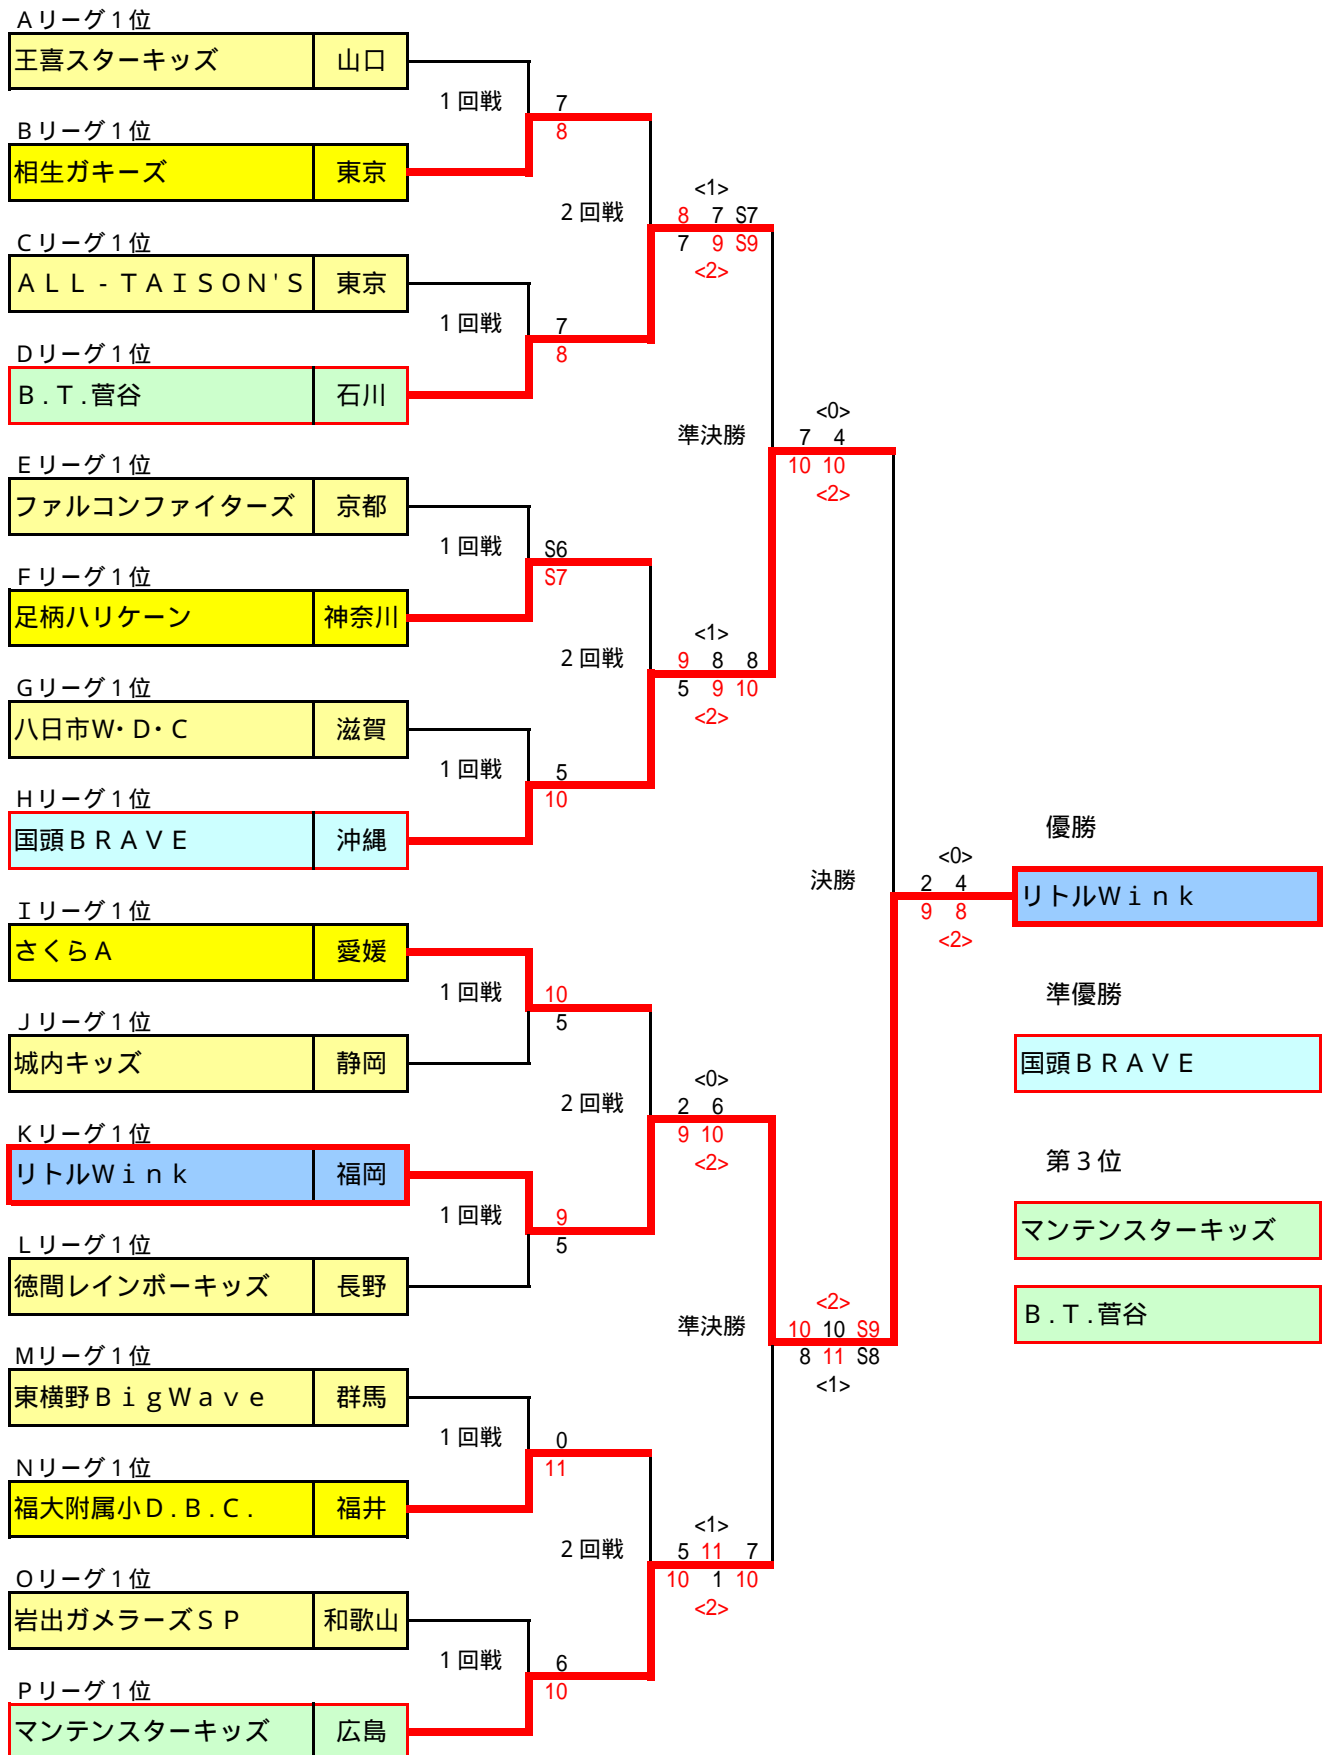 Ａリーグ１位
王喜スターキッズ 山口
１回戦 7
8
Ｂリーグ１位
相生ガキーズ 東京
<1>
２回戦 8 7 S7
7 9 S9
<2>
Ｃリーグ１位
ＡＬＬ‐ＴＡＩＳＯＮ'Ｓ 東京
１回戦 7
8
Ｄリーグ１位
Ｂ.Ｔ.菅谷 石川
<0>
準決勝 7 4
10 10
<2>
Ｅリーグ１位
ファルコンファイターズ 京都
１回戦 S6
S7
Ｆリーグ１位
足柄ハリケーン 神奈川
<1>
２回戦 9 8 8
5 9 10
<2>
Ｇリーグ１位
八日市W・D・C 滋賀
１回戦 5
10
Ｈリーグ１位
国頭ＢＲＡＶＥ 沖縄
優勝
<0>
決勝 2 4
リトルＷｉｎｋ
9 8
<2>
Ｉリーグ１位
さくらＡ 愛媛
１回戦 10
5
準優勝
Ｊリーグ１位
城内キッズ 静岡
国頭ＢＲＡＶＥ
<0>
２回戦 2 6
9 10
<2>
Ｋリーグ１位
リトルＷｉｎｋ 福岡
第３位
１回戦 9
5
マンテンスターキッズ
Ｌリーグ１位
徳間レインボーキッズ 長野
Ｂ.Ｔ.菅谷
<2>
準決勝 10 10 S9
8 11 S8
<1>
Ｍリーグ１位
東横野ＢｉｇＷａｖｅ 群馬
１回戦 0
11
Ｎリーグ１位
福大附属小Ｄ.Ｂ.Ｃ. 福井
<1>
２回戦 5 11 7
10 1 10
<2>
Ｏリーグ１位
岩出ガメラーズＳＰ 和歌山
１回戦 6
10
Ｐリーグ１位
マンテンスターキッズ 広島